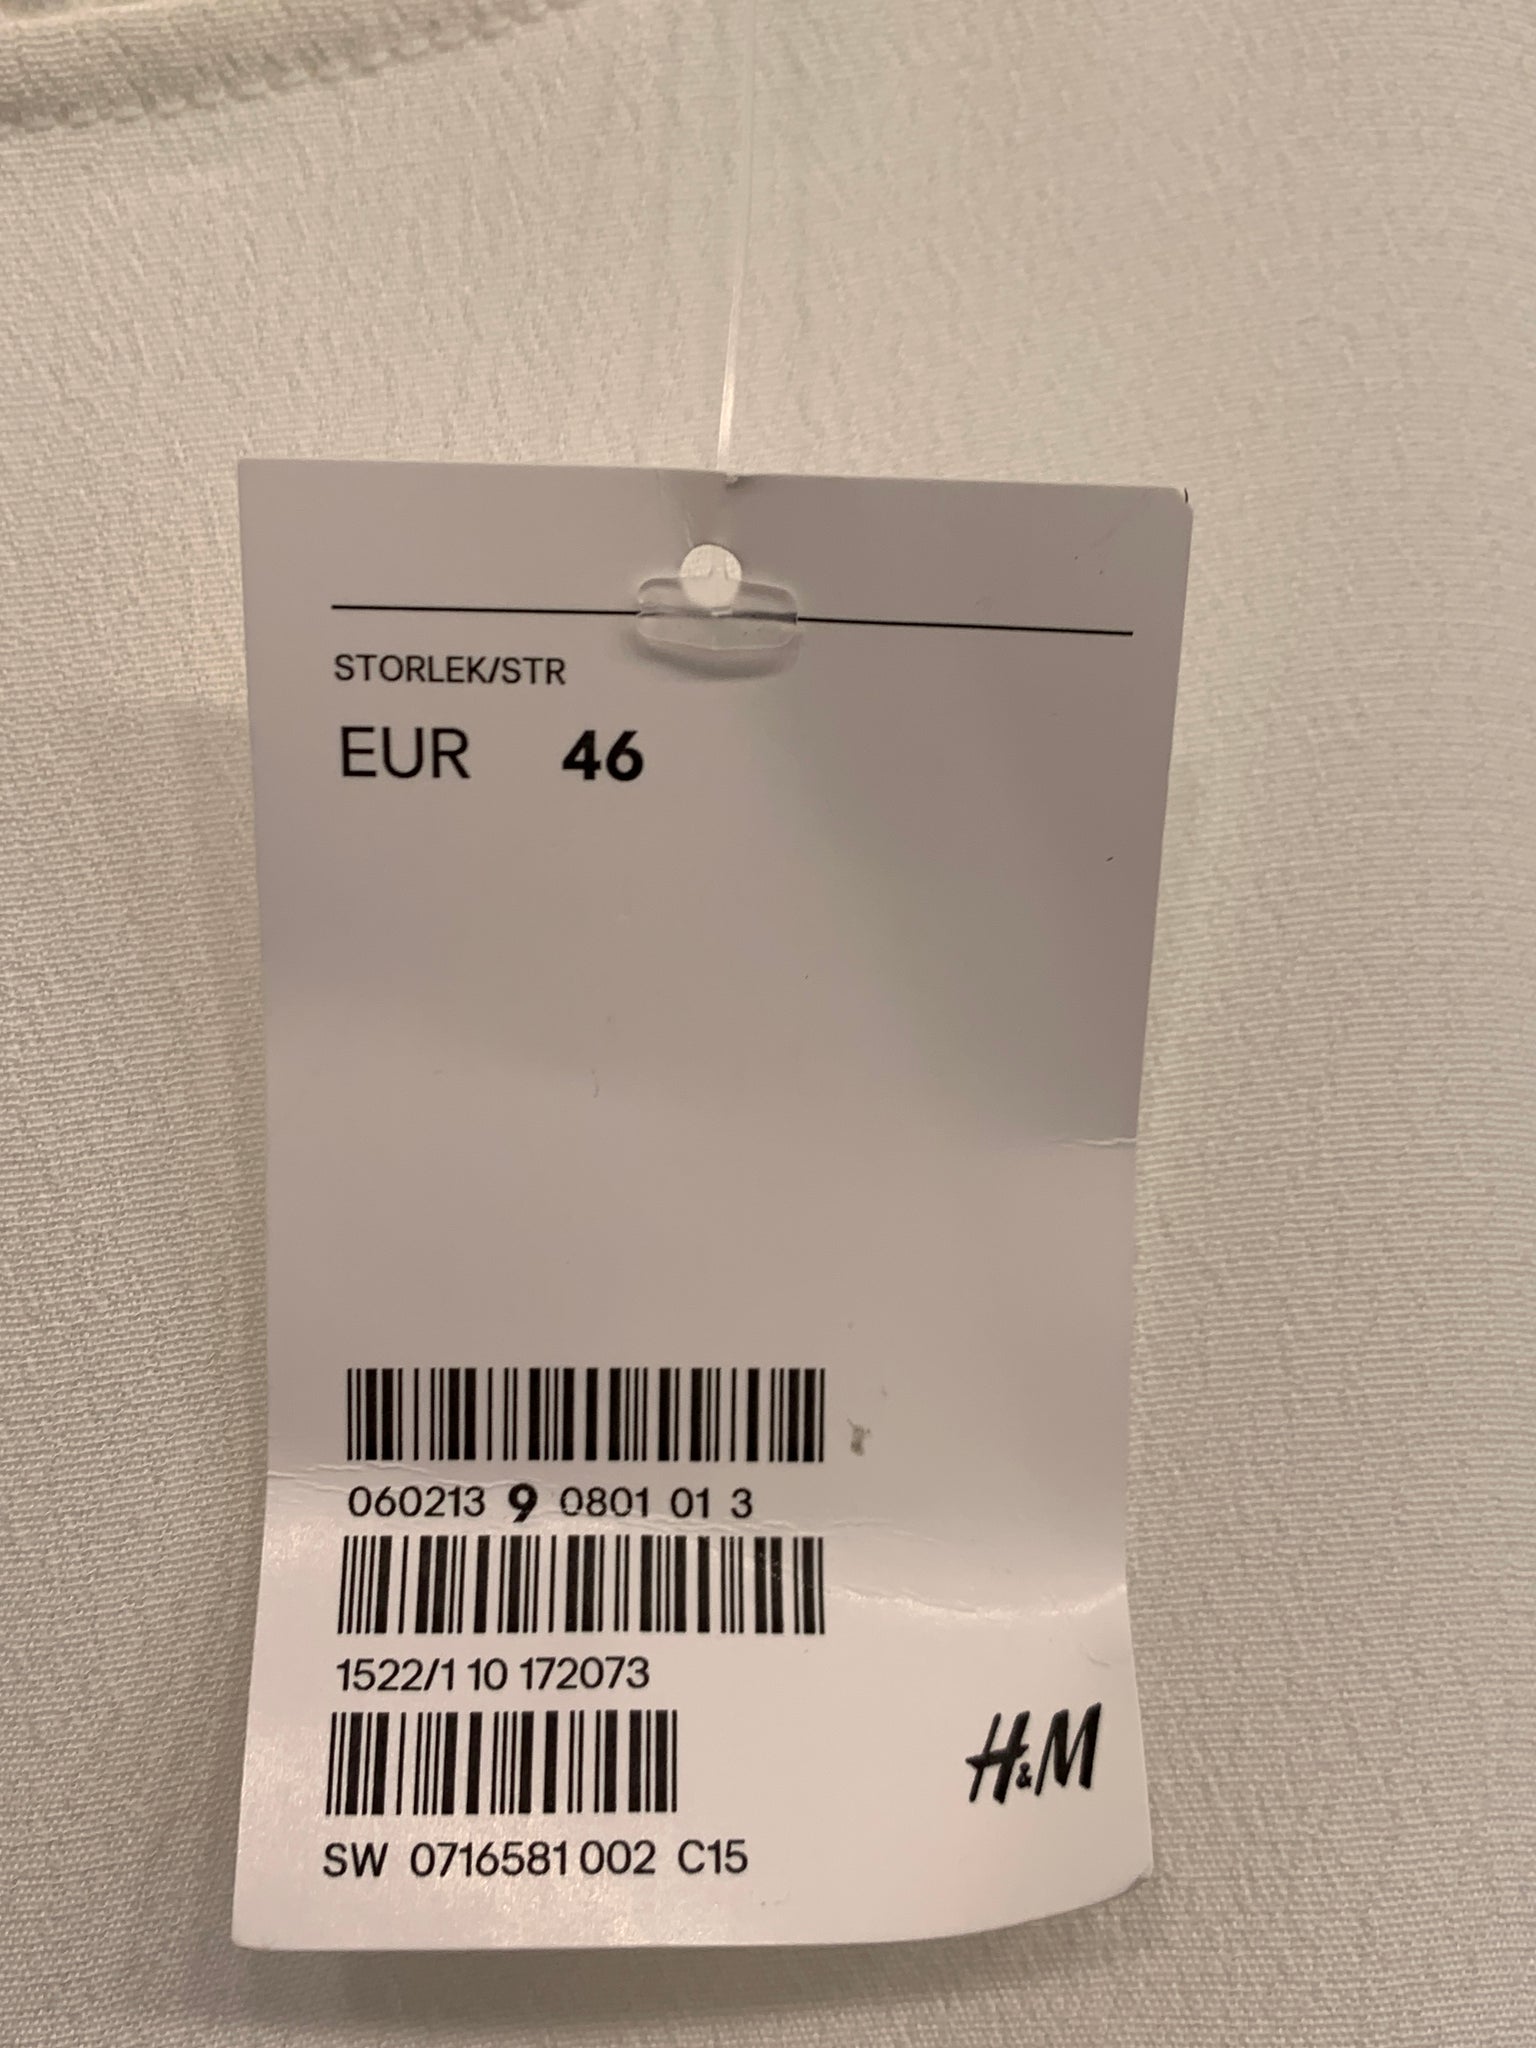 STORLEK/STR
EUR 46
060213 9 0801 01 3
1522/1 10 172073
H&M
SW 0716581 002 C15